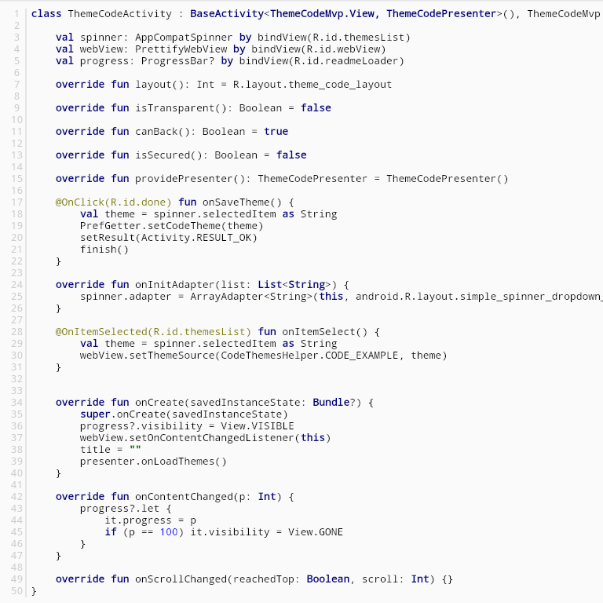 1 class ThemeCodeActivity : BaseActivity<ThemeCodeMvp.View, ThemeCodePresenter>(), ThemeCodeMvp
2
3     val spinner: AppCompatSpinner by bindView(R.id.themesList)
4     val webView: PrettifyWebView by bindView(R.id.webView)
5     val progress: ProgressBar? by bindView(R.id.readmeLoader)
6
7     override fun layout(): Int = R.layout.theme_code_layout
8
9     override fun isTransparent(): Boolean = false
10
11     override fun canBack(): Boolean = true
12
13     override fun isSecured(): Boolean = false
14
15     override fun providePresenter(): ThemeCodePresenter = ThemeCodePresenter()
16
17     @OnClick(R.id.done) fun onSaveTheme() {
18         val theme = spinner.selectedItem as String
19         PrefGetter.setCodeTheme(theme)
20         setResult(Activity.RESULT_OK)
21         finish()
22     }
23
24     override fun onInitAdapter(list: List<String>) {
25         spinner.adapter = ArrayAdapter<String>(this, android.R.layout.simple_spinner_dropdown_
26     }
27
28     @OnItemSelected(R.id.themesList) fun onItemSelect() {
29         val theme = spinner.selectedItem as String
30         webView.setThemeSource(CodeThemesHelper.CODE_EXAMPLE, theme)
31     }
32
33
34     override fun onCreate(savedInstanceState: Bundle?) {
35         super.onCreate(savedInstanceState)
36         progress?.visibility = View.VISIBLE
37         webView.setOnContentChangedListener(this)
38         title = ""
39         presenter.onLoadThemes()
40     }
41
42     override fun onContentChanged(p: Int) {
43         progress?.let {
44             it.progress = p
45             if (p == 100) it.visibility = View.GONE
46         }
47     }
48
49     override fun onScrollChanged(reachedTop: Boolean, scroll: Int) {}
50 }